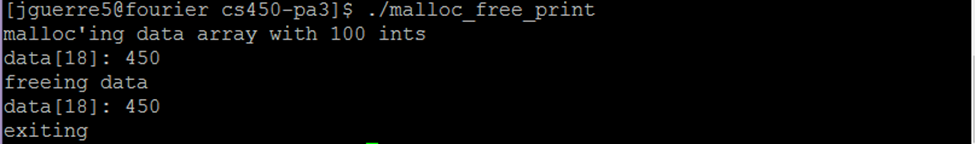 [jguerre5@fourier cs450-pa3]$ ./malloc_free_print
malloc'ing data array with 100 ints
data[18]: 450
freeing data
data[18]: 450
exiting